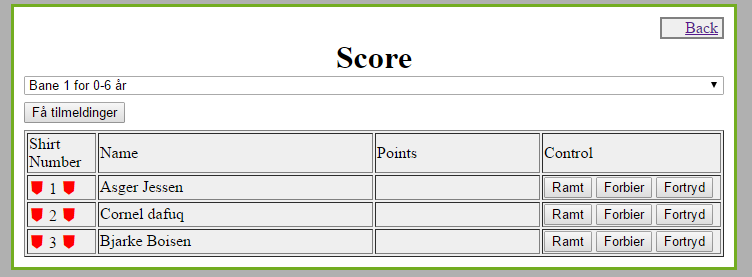 Back
Score
Bane 1 for 0-6 år
Få tilmeldinger
Shirt Number Name Points Control
1 Asger Jessen Ramt Forbier Fortryd
2 Cornel dafuq Ramt Forbier Fortryd
3 Bjarke Boisen Ramt Forbier Fortryd